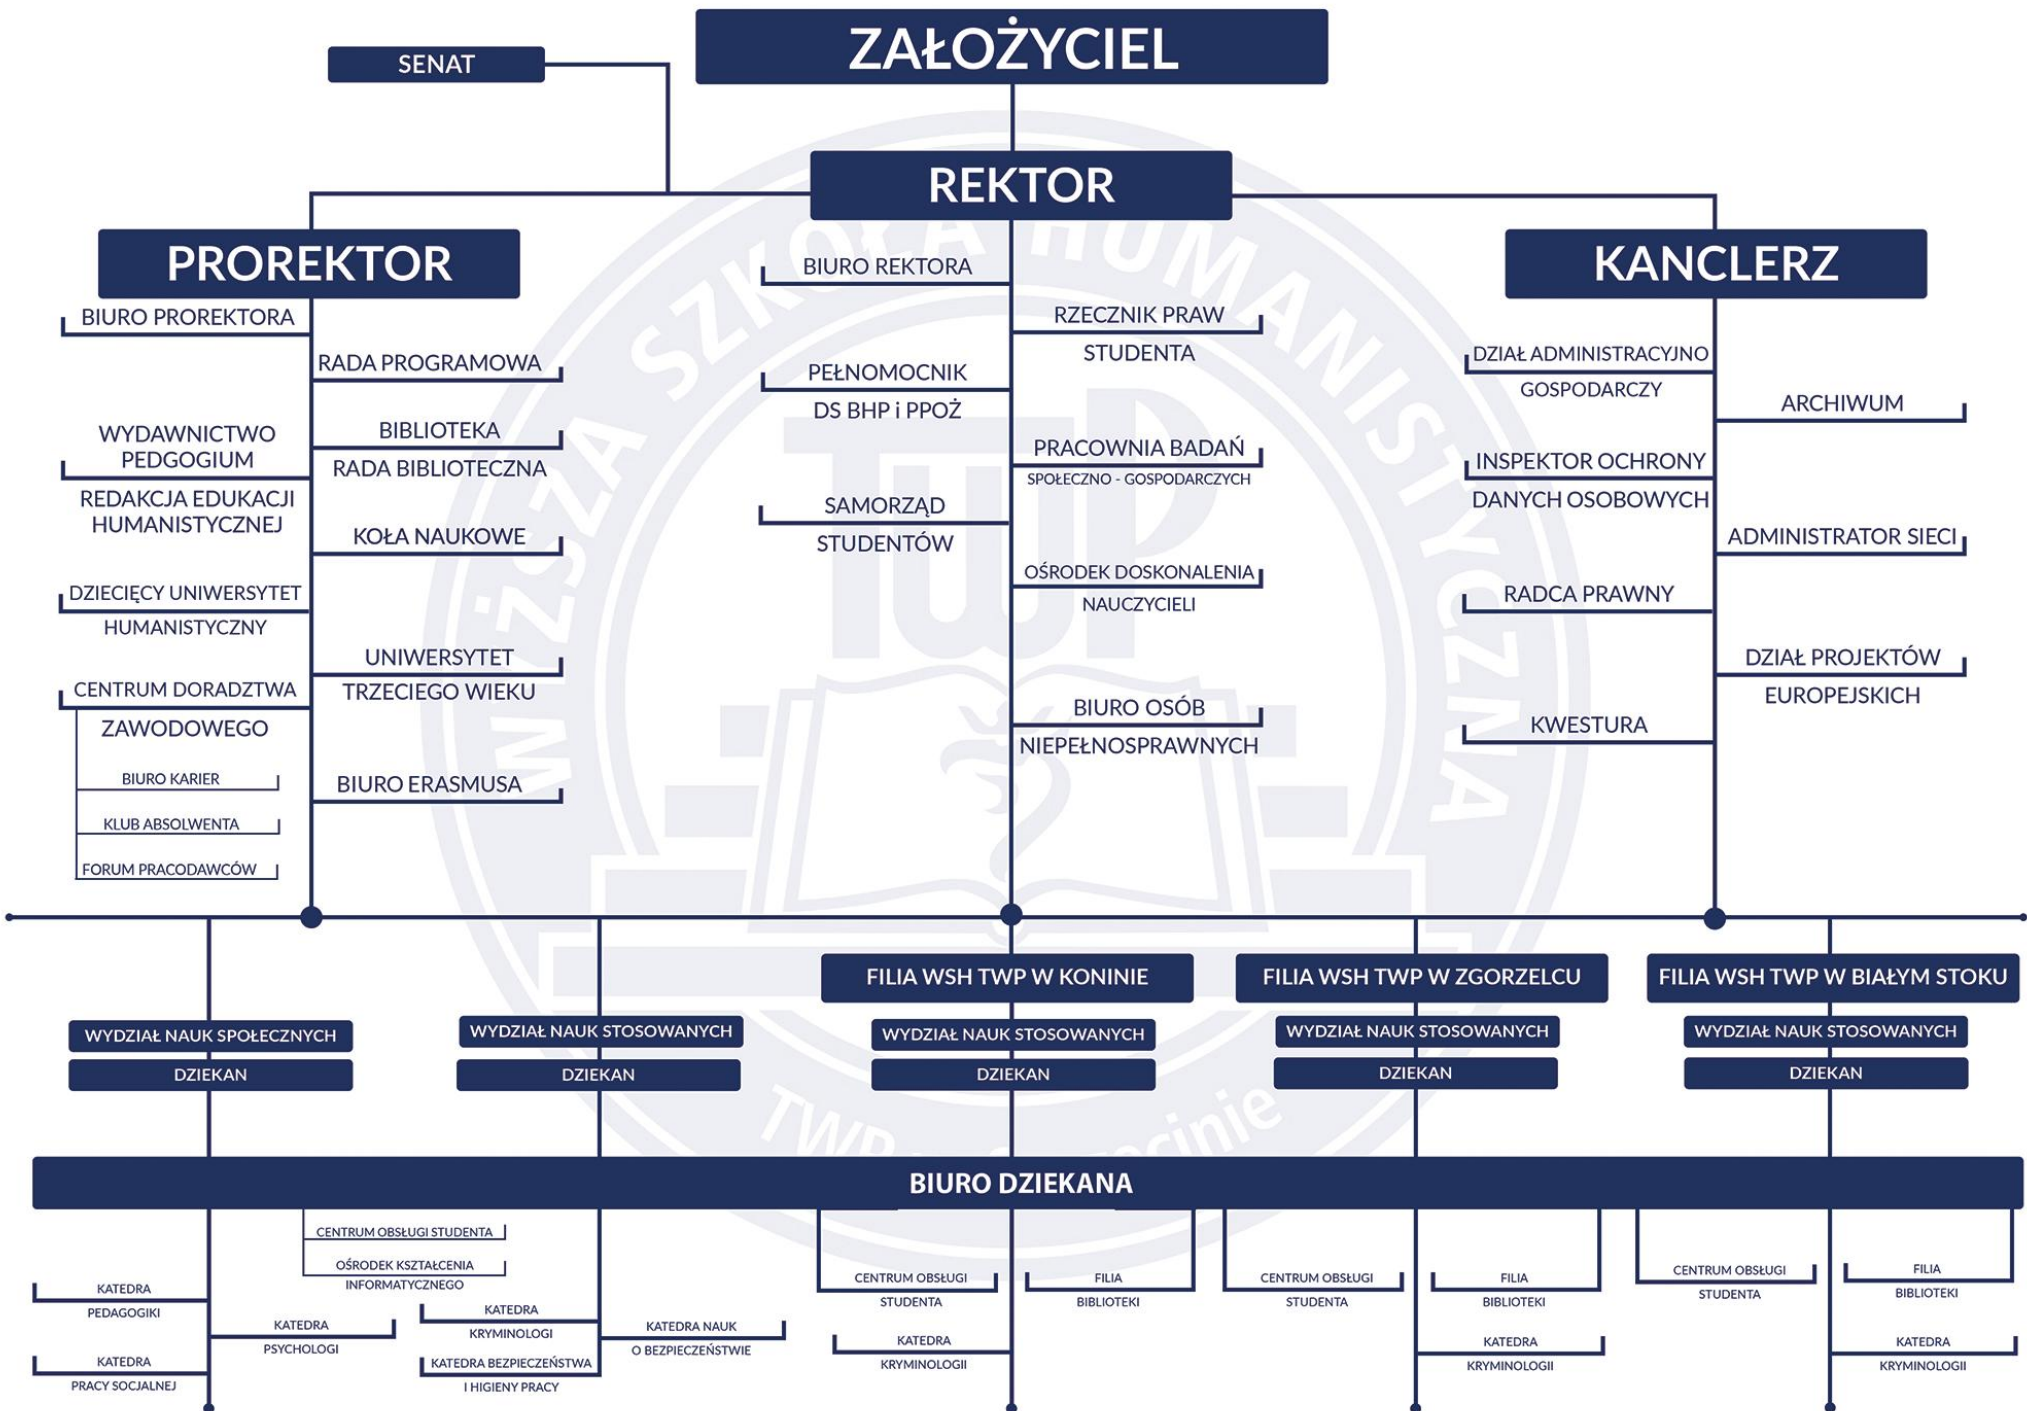 ZAŁOŻYCIEL
SENAT
REKTOR
PROREKTOR
BIURO PROREKTORA
RADA PROGRAMOWA
WYDAWNICTWO
PEDGOGIUM
REDAKCJA EDUKACJI
HUMANISTYCZNEJ
BIBLIOTEKA
RADA BIBLIOTECZNA
KOŁA NAUKOWE
DZIECIĘCY UNIWERSYTET
HUMANISTYCZNY
UNIWERSYTET
TRZECIEGO WIEKU
CENTRUM DORADZTWA
ZAWODOWEGO
BIURO KARIER
KLUB ABSOLWENTA
FORUM PRACODAWCÓW
BIURO ERASMUSA
BIURO REKTORA
RZECZNIK PRAW
STUDENTA
PEŁNOMOCNIK
DS BHP i PPOŻ
PRACOWNIA BADAŃ
SPOŁECZNO - GOSPODARCZYCH
SAMORZĄD
STUDENTÓW
OŚRODEK DOSKONALENIA
NAUCZYCIELI
BIURO OSÓB
NIEPEŁNOSPRAWNYCH
KANCLERZ
DZIAŁ ADMINISTRACYJNO
GOSPODARCZY
ARCHIWUM
INSPEKTOR OCHRONY
DANYCH OSOBOWYCH
ADMINISTRATOR SIECI
RADCA PRAWNY
DZIAŁ PROJEKTÓW
EUROPEJSKICH
KWESTURA
WYŻSZA SZKOŁA HUMANISTYCZNA
TWP
TWP
WYDZIAŁ NAUK SPOŁECZNYCH
DZIEKAN
WYDZIAŁ NAUK STOSOWANYCH
DZIEKAN
FILIA WSH TWP W KONINIE
WYDZIAŁ NAUK STOSOWANYCH
DZIEKAN
FILIA WSH TWP W ZGORZELCU
WYDZIAŁ NAUK STOSOWANYCH
DZIEKAN
FILIA WSH TWP W BIAŁYM STOKU
WYDZIAŁ NAUK STOSOWANYCH
DZIEKAN
BIURO DZIEKANA
KATEDRA
PEDAGOGIKI
KATEDRA
PSYCHOLOGI
KATEDRA
PRACY SOCJALNEJ
CENTRUM OBSŁUGI STUDENTA
OŚRODEK KSZTAŁCENIA
INFORMATYCZNEGO
KATEDRA
KRYMINOLOGI
KATEDRA NAUK
O BEZPIECZEŃSTWIE
KATEDRA BEZPIECZEŃSTWA
I HIGIENY PRACY
CENTRUM OBSŁUGI
STUDENTA
FILIA
BIBLIOTEKI
KATEDRA
KRYMINOLOGII
CENTRUM OBSŁUGI
STUDENTA
FILIA
BIBLIOTEKI
KATEDRA
KRYMINOLOGII
CENTRUM OBSŁUGI
STUDENTA
FILIA
BIBLIOTEKI
KATEDRA
KRYMINOLOGII